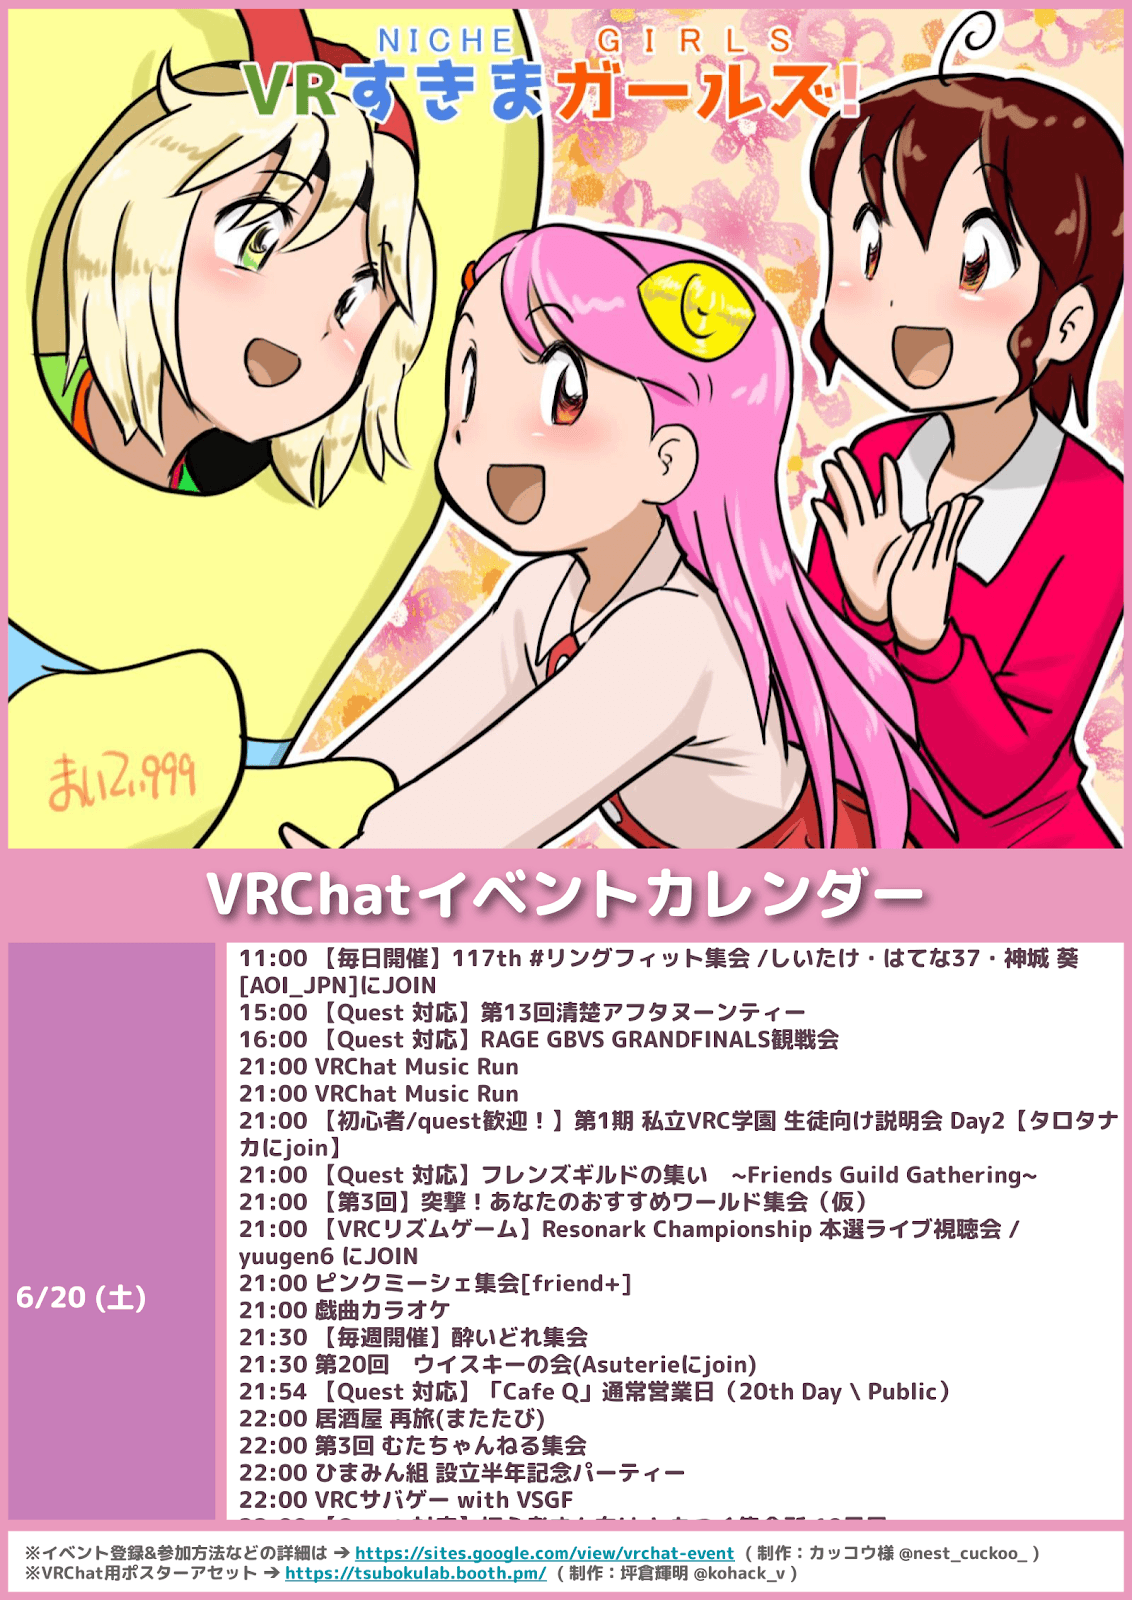 NICHE GIRLS
VRすきまガールズ!
まいてい999
VRChatイベントカレンダー
6/20 (土)
11:00 【毎日開催】117th #リングフィット集会 /しいたけ・はてな37・神城 葵
[AOI_JPN]にJOIN
15:00 【Quest 対応】第13回清楚アフタヌーンティー
16:00 【Quest 対応】RAGE GBVS GRANDFINALS観戦会
21:00 VRChat Music Run
21:00 VRChat Music Run
21:00 【初心者/quest歓迎！】第1期 私立VRC学園 生徒向け説明会 Day2【タロタナ
カにjoin】
21:00 【Quest 対応】フレンズギルドの集い　~Friends Guild Gathering~
21:00 【第3回】突撃！あなたのおすすめワールド集会（仮）
21:00 【VRCリズムゲーム】Resonark Championship 本選ライブ視聴会 /
yuugen6 にJOIN
21:00 ピンクミーシェ集会[friend+]
21:00 戯曲カラオケ
21:30 【毎週開催】酔いどれ集会
21:30 第20回　ウイスキーの会(Asuterieにjoin)
21:54 【Quest 対応】「Cafe Q」通常営業日（20th Day \ Public）
22:00 居酒屋 再旅(またたび)
22:00 第3回 むたちゃんねる集会
22:00 ひまみん組 設立半年記念パーティー
22:00 VRCサバゲー with VSGF
※イベント登録&参加方法などの詳細は → https://sites.google.com/view/vrchat-event ( 制作：カッコウ様 @nest_cuckoo_ )
※VRChat用ポスターアセット → https://tsubokulab.booth.pm/ ( 制作：坪倉輝明 @kohack_v )